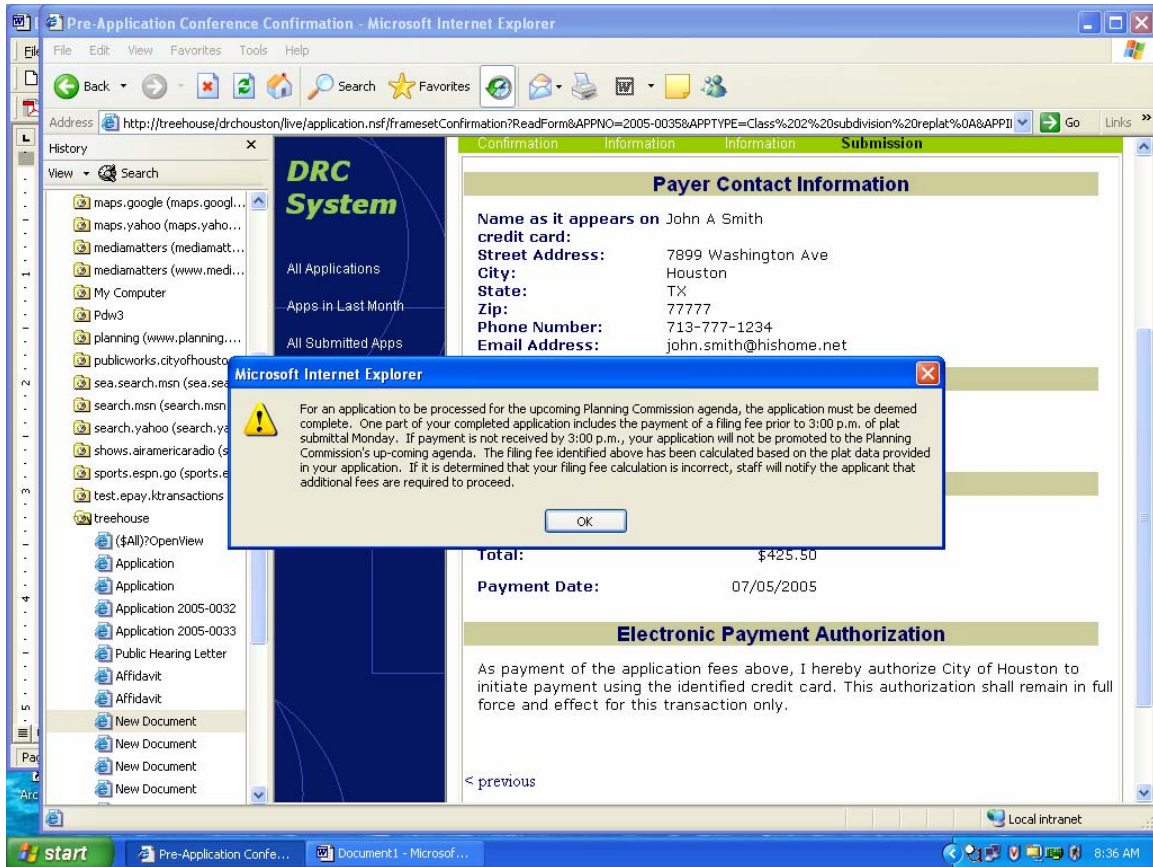 Pre-Application Conference Confirmation - Microsoft Internet Explorer
File Edit View Favorites Tools Help
Back Search Favorites
Address http://treehouse/drchouston/live/application.nsf/framesetConfirmation?ReadForm&APPNO=2005-0035&APPTYPE=Class%202%20subdivision%20replat%0A&APPI Go Links »
History
View Search
maps.google (maps.googl...
maps.yahoo (maps.yaho...
mediamatters (mediamatt...
mediamatters (www.medi...
My Computer
Pdw3
planning (www.planning....
publicworks.cityofhousto
sea.search.msn (sea.sea
search.msn (search.msn
search.yahoo (search.ya
shows.airamericaradio (s
sports.espn.go (sports.e
test.epay.ktransactions
treehouse
($All)?OpenView
Application
Application
Application 2005-0032
Application 2005-0033
Public Hearing Letter
Affidavit
Affidavit
New Document
New Document
New Document
New Document
DRC
System
All Applications
Apps in Last Month
All Submitted Apps
Confirmation Information Information Submission
Payer Contact Information
Name as it appears on John A Smith
credit card:
Street Address: 7899 Washington Ave
City: Houston
State: TX
Zip: 77777
Phone Number: 713-777-1234
Email Address: john.smith@hishome.net
Microsoft Internet Explorer
For an application to be processed for the upcoming Planning Commission agenda, the application must be deemed
complete. One part of your completed application includes the payment of a filing fee prior to 3:00 p.m. of plat
submittal Monday. If payment is not received by 3:00 p.m., your application will not be promoted to the Planning
Commission's up-coming agenda. The filing fee identified above has been calculated based on the plat data provided
in your application. If it is determined that your filing fee calculation is incorrect, staff will notify the applicant that
additional fees are required to proceed.
OK
Total: $425.50
Payment Date: 07/05/2005
Electronic Payment Authorization
As payment of the application fees above, I hereby authorize City of Houston to
initiate payment using the identified credit card. This authorization shall remain in full
force and effect for this transaction only.
< previous
Local intranet
start Pre-Application Confe... Document1 - Microsof... 8:36 AM